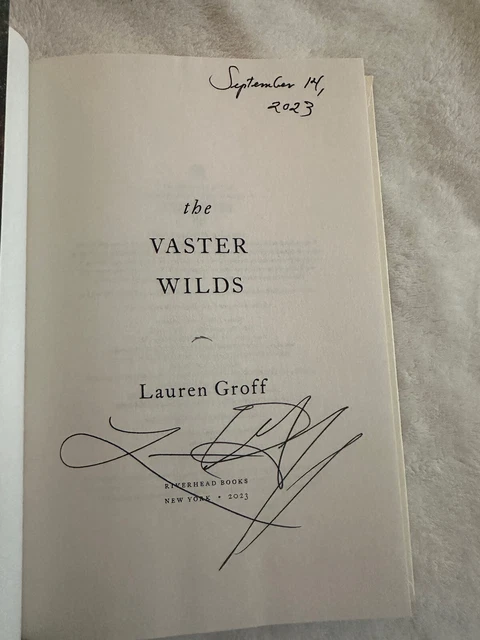 September 14,
2023
the
VASTER
WILDS
Lauren Groff
RIVERHEAD BOOKS
NEW YORK • 2023